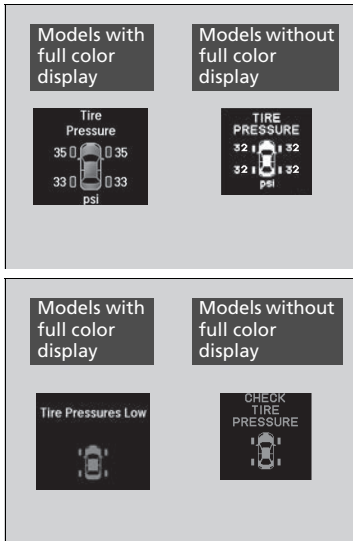 Models with
full color
display
Models without
full color
display
Tire
Pressure
35 35
33 33
psi
TIRE
PRESSURE
32 32
32 32
psi
Models with
full color
display
Models without
full color
display
Tire Pressures Low
CHECK
TIRE
PRESSURE